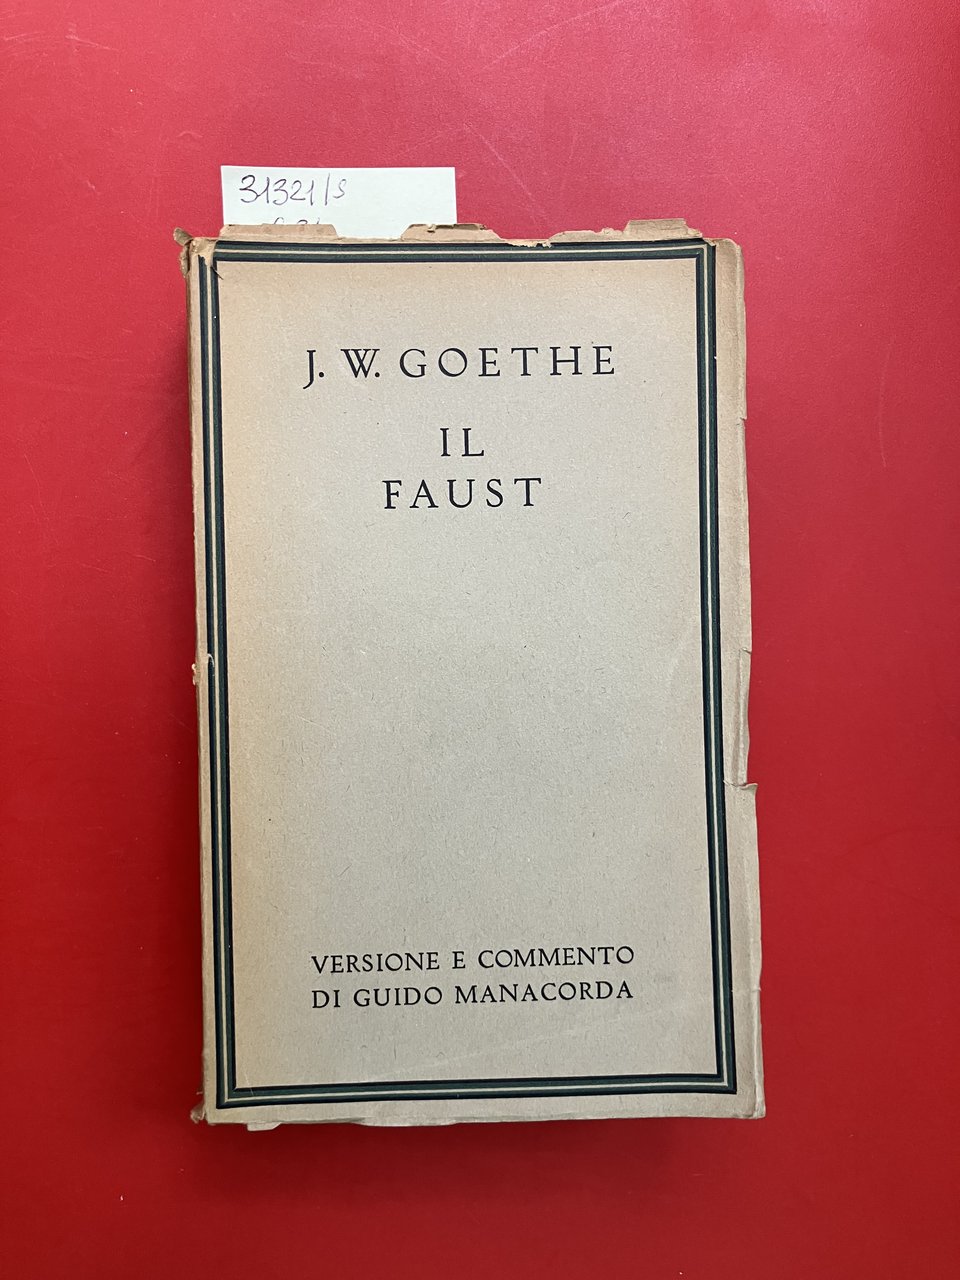 31321/S
J. W. GOETHE
IL
FAUST
VERSIONE E COMMENTO
DI GUIDO MANACORDA